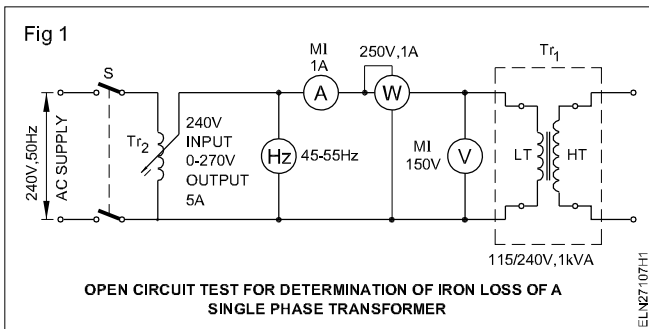 Fig 1
S
240V,50Hz
AC SUPPLY
Tr2
240V
INPUT
0-270V
OUTPUT
5A
Hz
45-55Hz
MI
1A
A
250V,1A
W
MI
150V
V
Tr1
LT
HT
115/240V,1kVA
OPEN CIRCUIT TEST FOR DETERMINATION OF IRON LOSS OF A
SINGLE PHASE TRANSFORMER
ELN27107H1